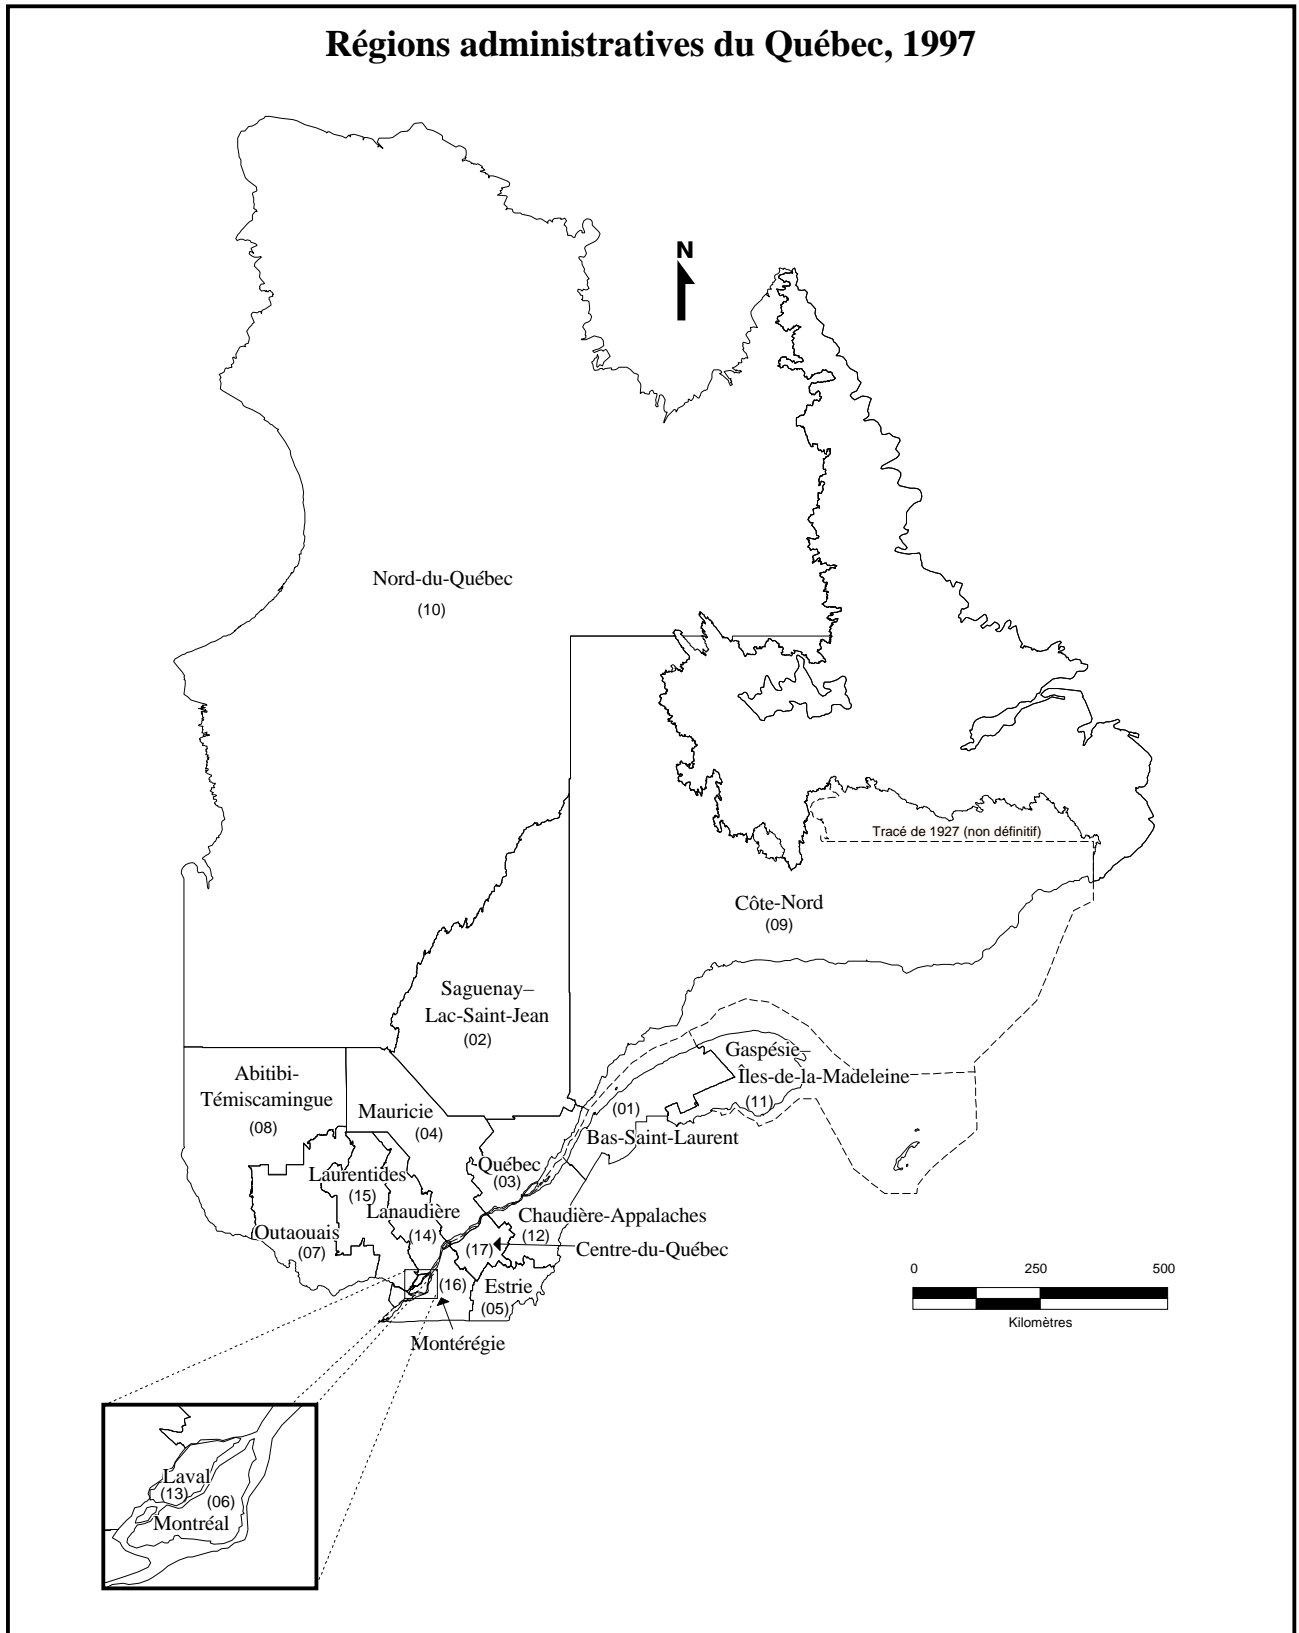 Régions administratives du Québec, 1997
N
Nord-du-Québec
(10)
Tracé de 1927 (non définitif)
Côte-Nord
(09)
Saguenay–
Lac-Saint-Jean
(02)
Gaspésie–
Îles-de-la-Madeleine
(11)
Abitibi-
Témiscamingue
(08)
Mauricie
(04)
(01)
Bas-Saint-Laurent
Québec
(03)
Laurentides
(15)
Lanaudière
(14)
Chaudière-Appalaches
(12)
Outaouais
(07)
(17)
Centre-du-Québec
(16)
Montérégie
Estrie
(05)
0 250 500
Kilomètres
Laval
(13)
(06)
Montréal